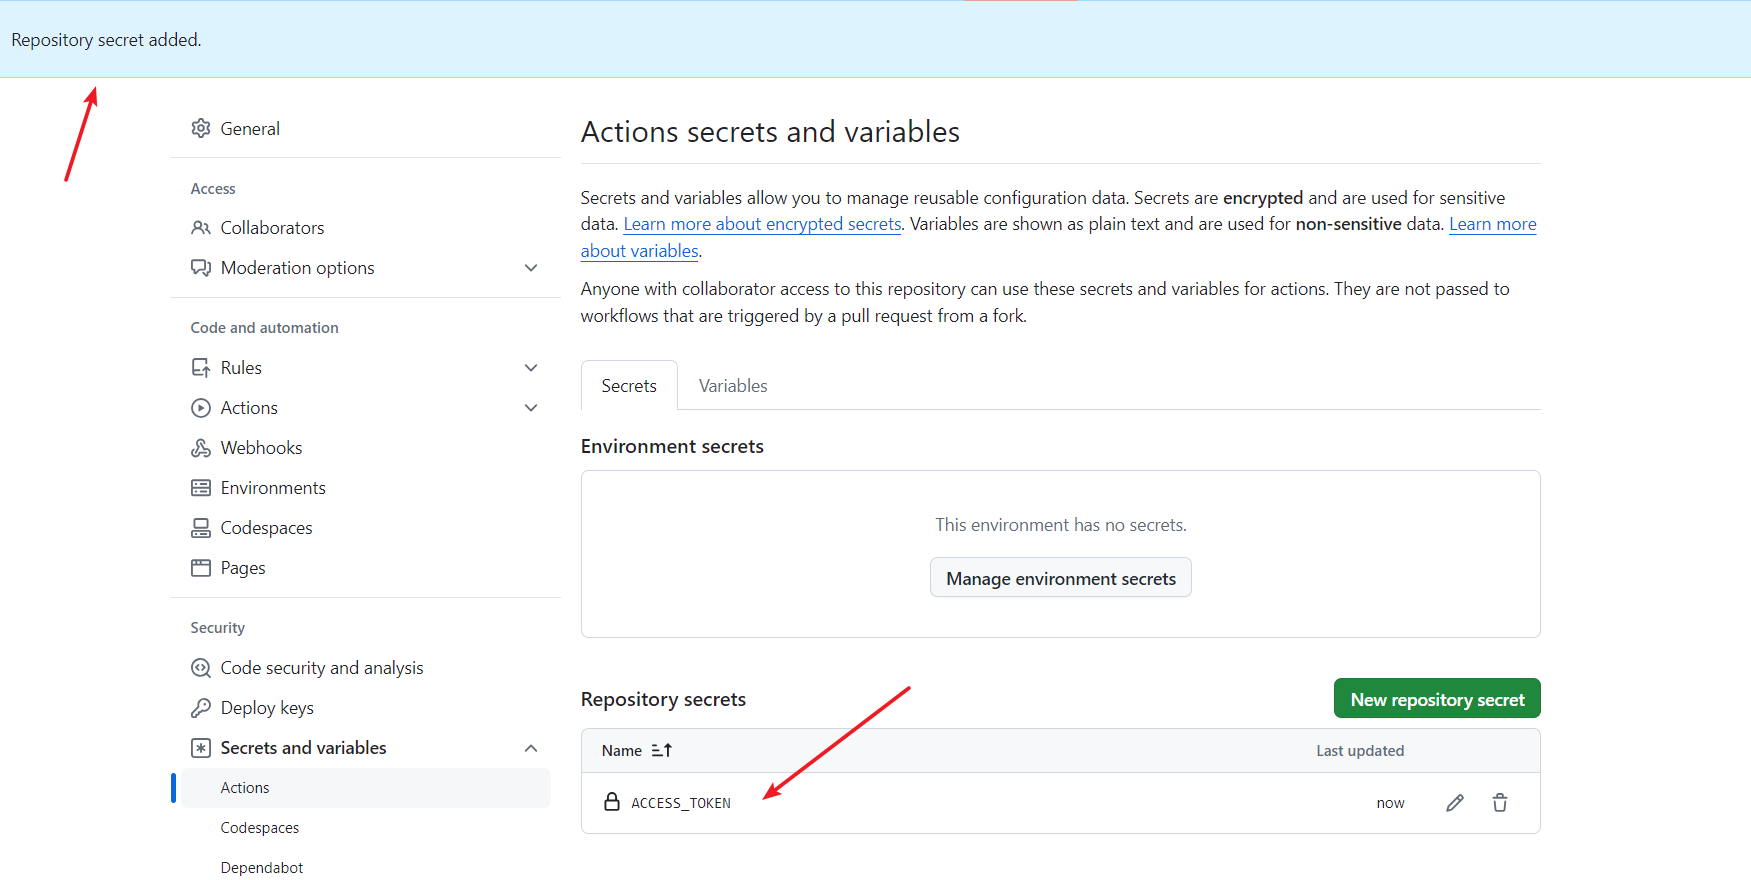 Repository secret added.
General
Access
Collaborators
Moderation options
Code and automation
Rules
Actions
Webhooks
Environments
Codespaces
Pages
Security
Code security and analysis
Deploy keys
Secrets and variables
Actions
Codespaces
Dependabot
Actions secrets and variables
Secrets and variables allow you to manage reusable configuration data. Secrets are encrypted and are used for sensitive
data. Learn more about encrypted secrets. Variables are shown as plain text and are used for non-sensitive data. Learn more
about variables.
Anyone with collaborator access to this repository can use these secrets and variables for actions. They are not passed to
workflows that are triggered by a pull request from a fork.
Secrets Variables
Environment secrets
This environment has no secrets.
Manage environment secrets
Repository secrets New repository secret
Name Last updated
ACCESS_TOKEN now